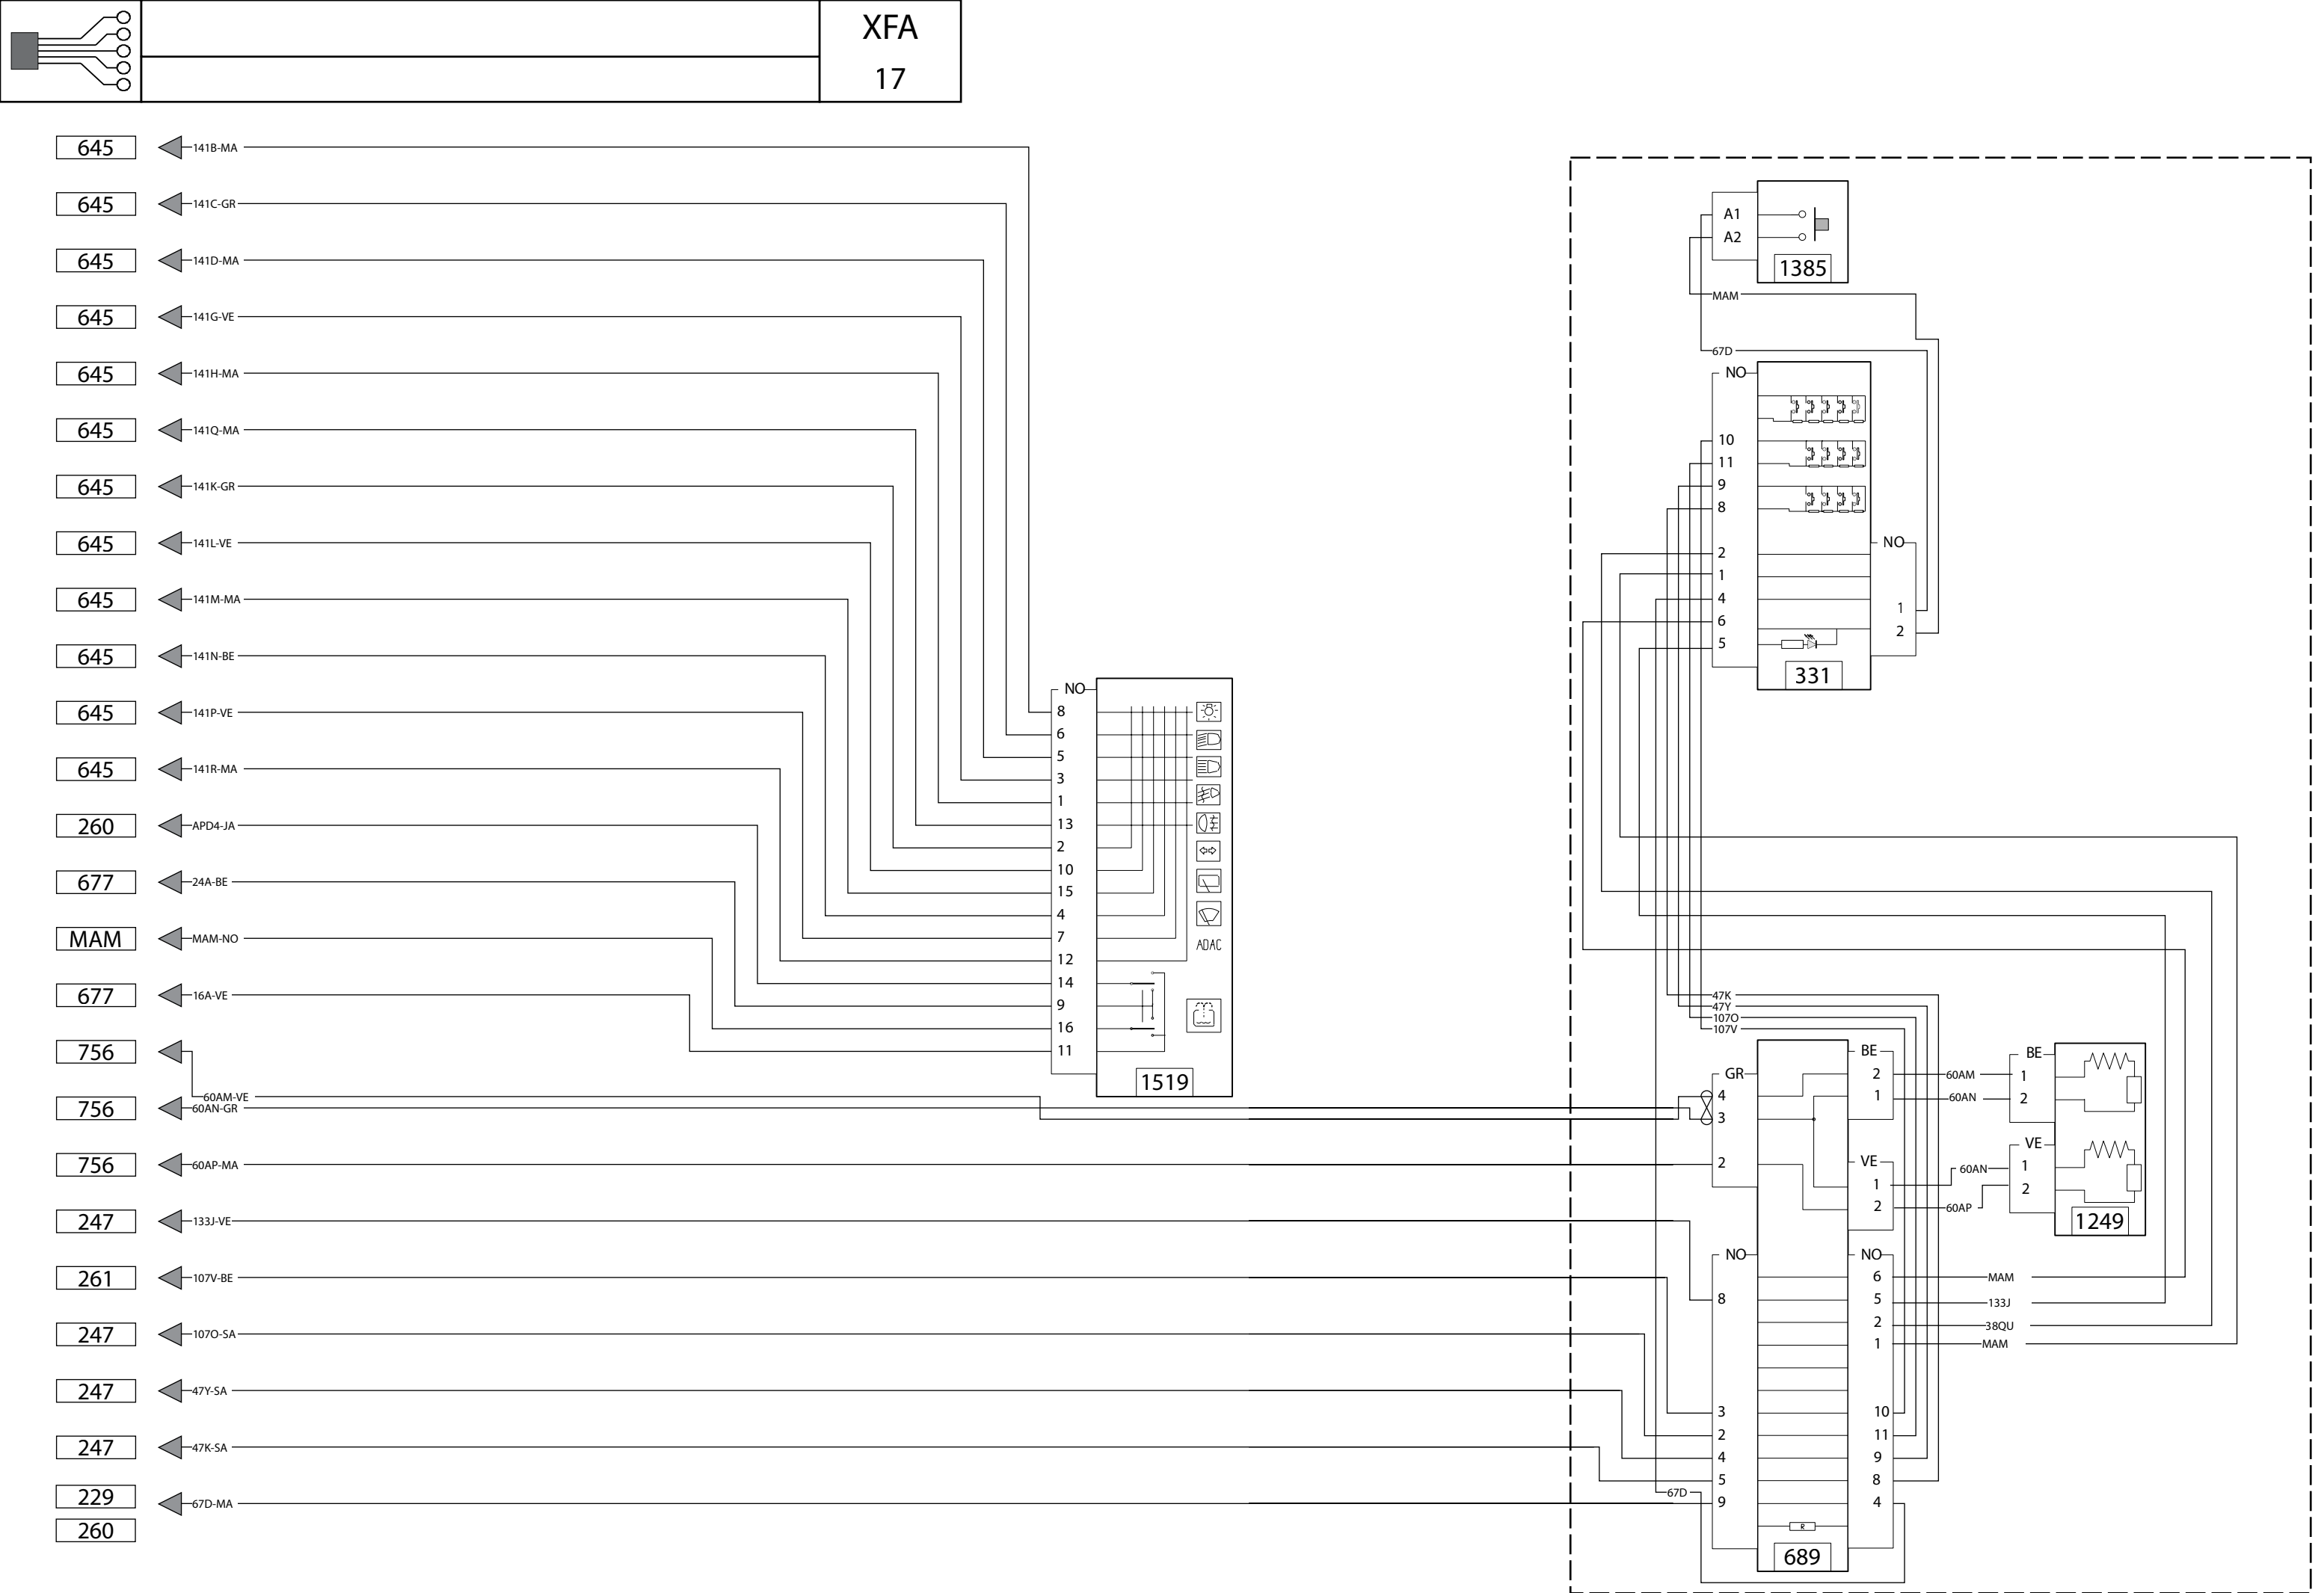 XFA
17
645 141B-MA
645 141C-GR
645 141D-MA
645 141G-VE
645 141H-MA
645 141Q-MA
645 141K-GR
645 141L-VE
645 141M-MA
645 141N-BE
645 141P-VE
645 141R-MA
260 APD4-JA
677 24A-BE
MAM MAM-NO
677 16A-VE
756 60AM-VE
756 60AN-GR
756 60AP-MA
247 133J-VE
261 107V-BE
247 107O-SA
247 47Y-SA
247 47K-SA
229 67D-MA
260
NO
8
6
5
3
1
13
2
10
15
4
7
12
14
9
16
11
ADAC
1519
A1
A2
1385
MAM
67D
NO
10
11
9
8
2
1
4
6
5
331
NO
1
2
47K
47Y
107O
107V
GR
4
3
2
BE
2
1
VE
1
2
60AM
60AN
60AN
60AP
BE
1
2
VE
1
2
1249
NO
8
3
2
4
5
9
67D
NO
6
5
2
1
10
11
9
8
4
MAM
133J
38QU
MAM
R
689